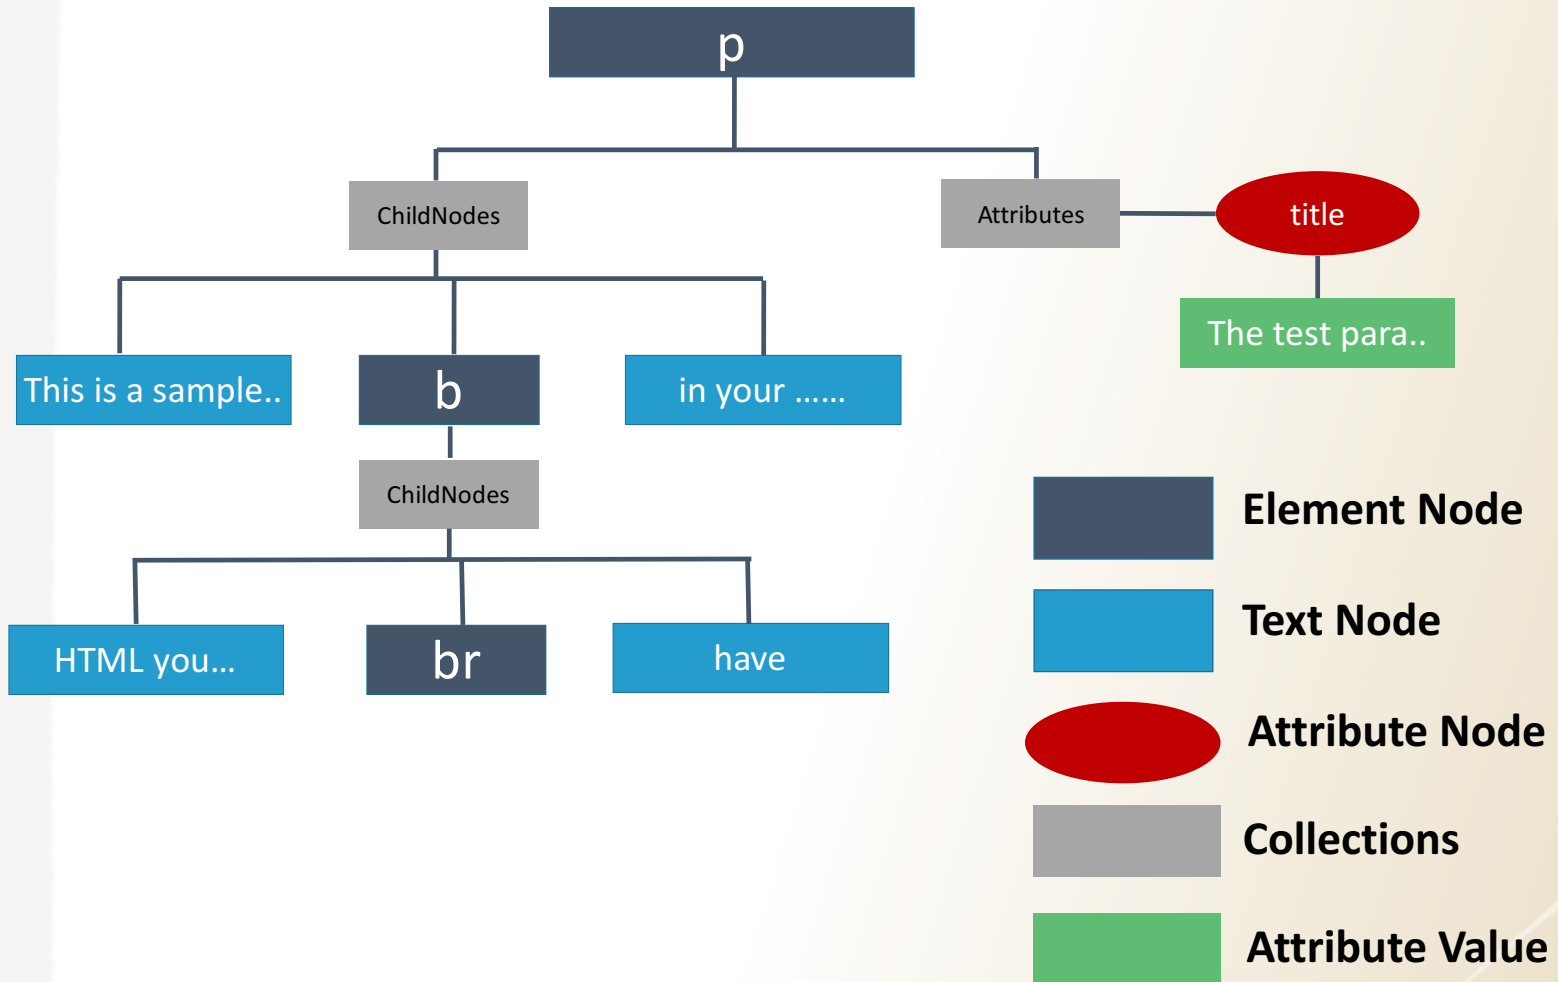 p
ChildNodes
Attributes
title
The test para..
This is a sample..
b
in your ......
ChildNodes
HTML you...
br
have
Element Node
Text Node
Attribute Node
Collections
Attribute Value